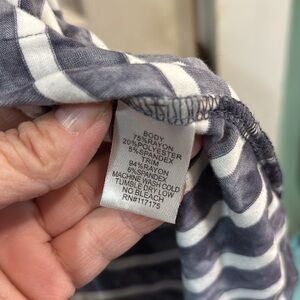 BODY
75%RAYON
20%POLYESTER
5%SPANDEX
TRIM
94%RAYON
6%SPANDEX
MACHINE WASH COLD
TUMBLE DRY LOW
NO BLEACH
RN#117175